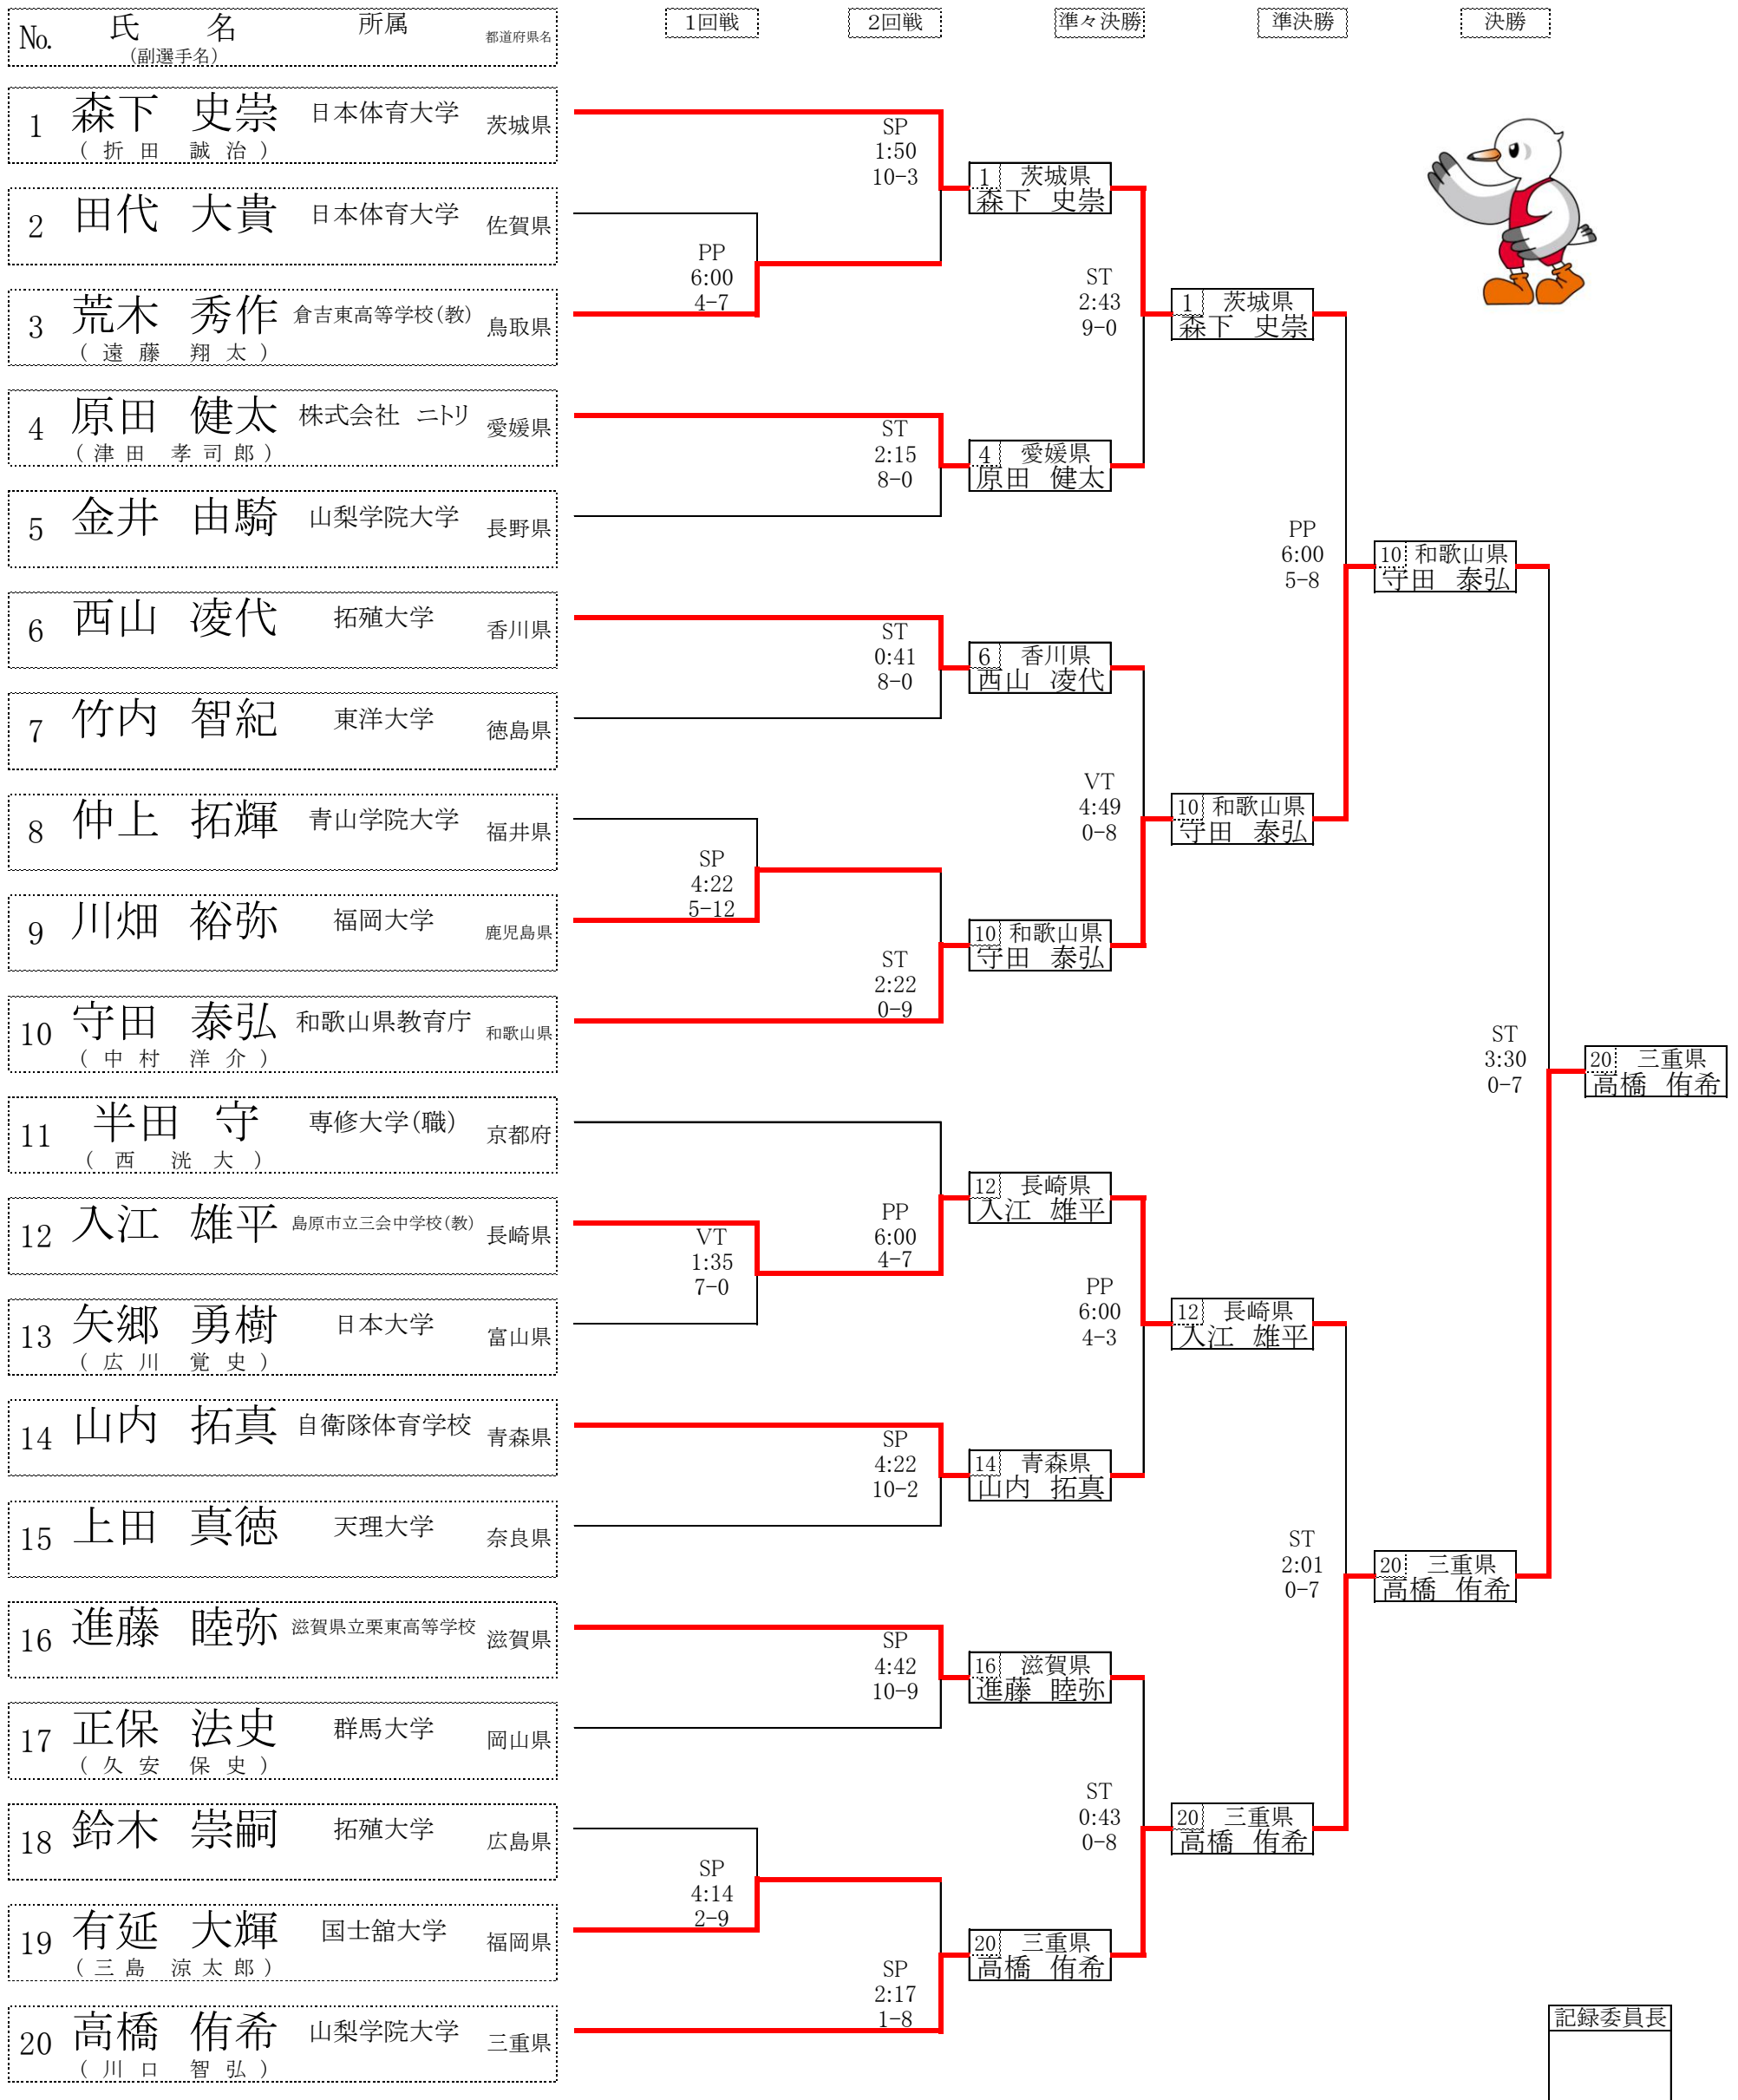 No. 氏 名 所属 都道府県名
(副選手名)
1回戦 2回戦 準々決勝 準決勝 決勝
1 森下 史崇 日本体育大学 茨城県
(折田 誠治)
2 田代 大貴 日本体育大学 佐賀県
3 荒木 秀作 倉吉東高等学校(教) 鳥取県
(遠藤 翔太)
4 原田 健太 株式会社 ニトリ 愛媛県
(津田 孝司郎)
5 金井 由騎 山梨学院大学 長野県
6 西山 凌代 拓殖大学 香川県
7 竹内 智紀 東洋大学 徳島県
8 仲上 拓輝 青山学院大学 福井県
9 川畑 裕弥 福岡大学 鹿児島県
10 守田 泰弘 和歌山県教育庁 和歌山県
(中村 洋介)
11 半田 守 専修大学(職) 京都府
(西 洸大)
12 入江 雄平 島原市立三会中学校(教) 長崎県
13 矢郷 勇樹 日本大学 富山県
(広川 覚史)
14 山内 拓真 自衛隊体育学校 青森県
15 上田 真徳 天理大学 奈良県
16 進藤 睦弥 滋賀県立栗東高等学校 滋賀県
17 正保 法史 群馬大学 岡山県
(久安 保史)
18 鈴木 崇嗣 拓殖大学 広島県
19 有延 大輝 国士舘大学 福岡県
(三島 涼太郎)
20 高橋 侑希 山梨学院大学 三重県
(川口 智弘)
PP
6:00
4-7
SP
4:22
5-12
VT
1:35
7-0
SP
4:14
2-9
SP
1:50
10-3
ST
2:15
8-0
ST
0:41
8-0
ST
2:22
0-9
PP
6:00
4-7
SP
4:22
10-2
SP
4:42
10-9
SP
2:17
1-8
1 茨城県
森下 史崇
4 愛媛県
原田 健太
6 香川県
西山 凌代
10 和歌山県
守田 泰弘
12 長崎県
入江 雄平
14 青森県
山内 拓真
16 滋賀県
進藤 睦弥
20 三重県
高橋 侑希
ST
2:43
9-0
VT
4:49
0-8
PP
6:00
4-3
ST
0:43
0-8
1 茨城県
森下 史崇
10 和歌山県
守田 泰弘
12 長崎県
入江 雄平
20 三重県
高橋 侑希
PP
6:00
5-8
ST
2:01
0-7
10 和歌山県
守田 泰弘
20 三重県
高橋 侑希
ST
3:30
0-7
20 三重県
高橋 侑希
記録委員長